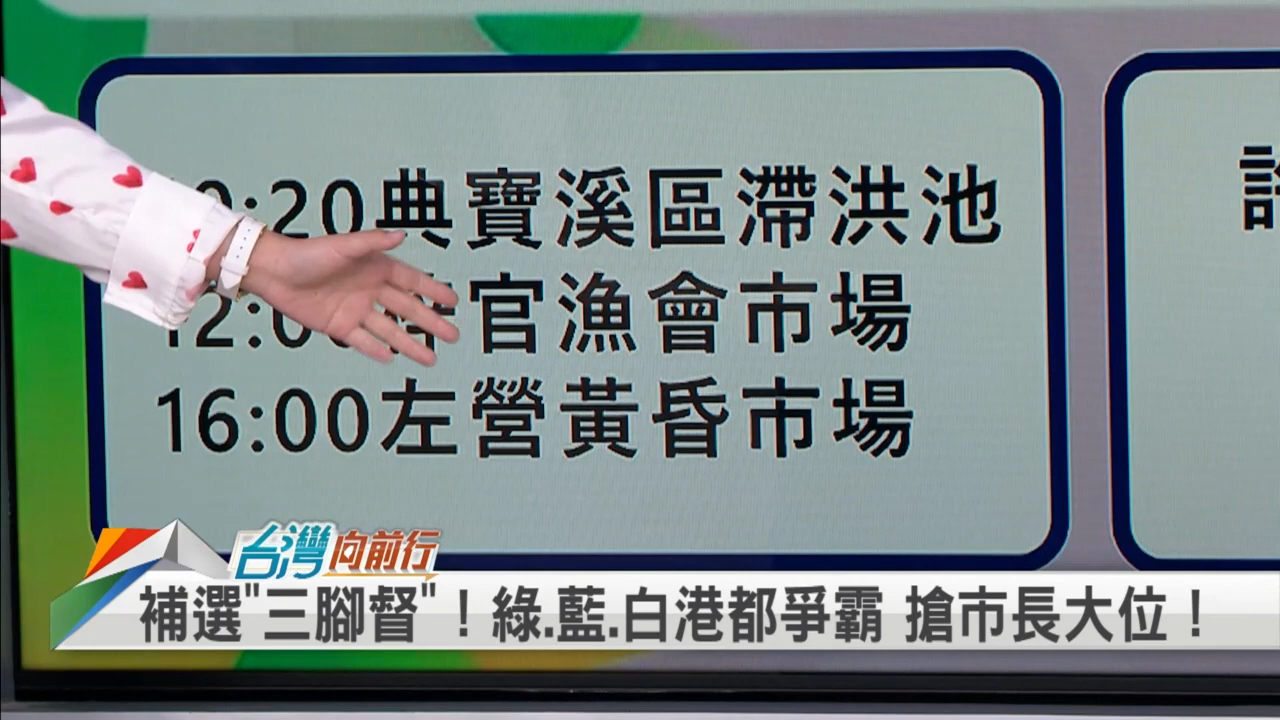 :20典寶溪區滯洪池
12:0 官漁會市場
16:00左營黃昏市場
台灣向前行
補選"三腳督"！綠.藍.白港都爭霸 搶市長大位！